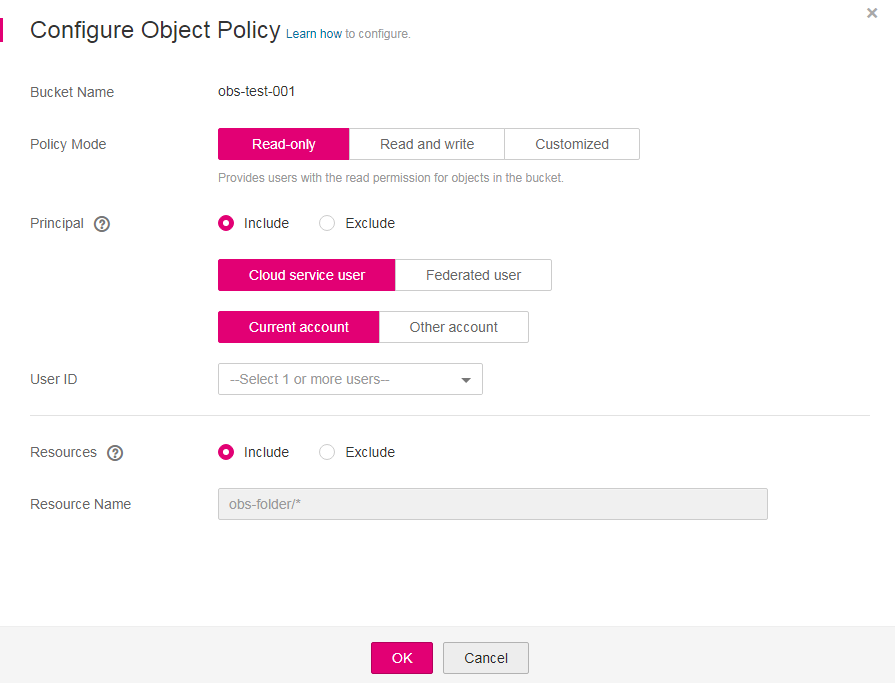 Configure Object Policy Learn how to configure.
Bucket Name obs-test-001
Policy Mode Read-only Read and write Customized
Provides users with the read permission for objects in the bucket.
Principal ? Include Exclude
Cloud service user Federated user
Current account Other account
User ID --Select 1 or more users--
Resources ? Include Exclude
Resource Name obs-folder/*
OK Cancel